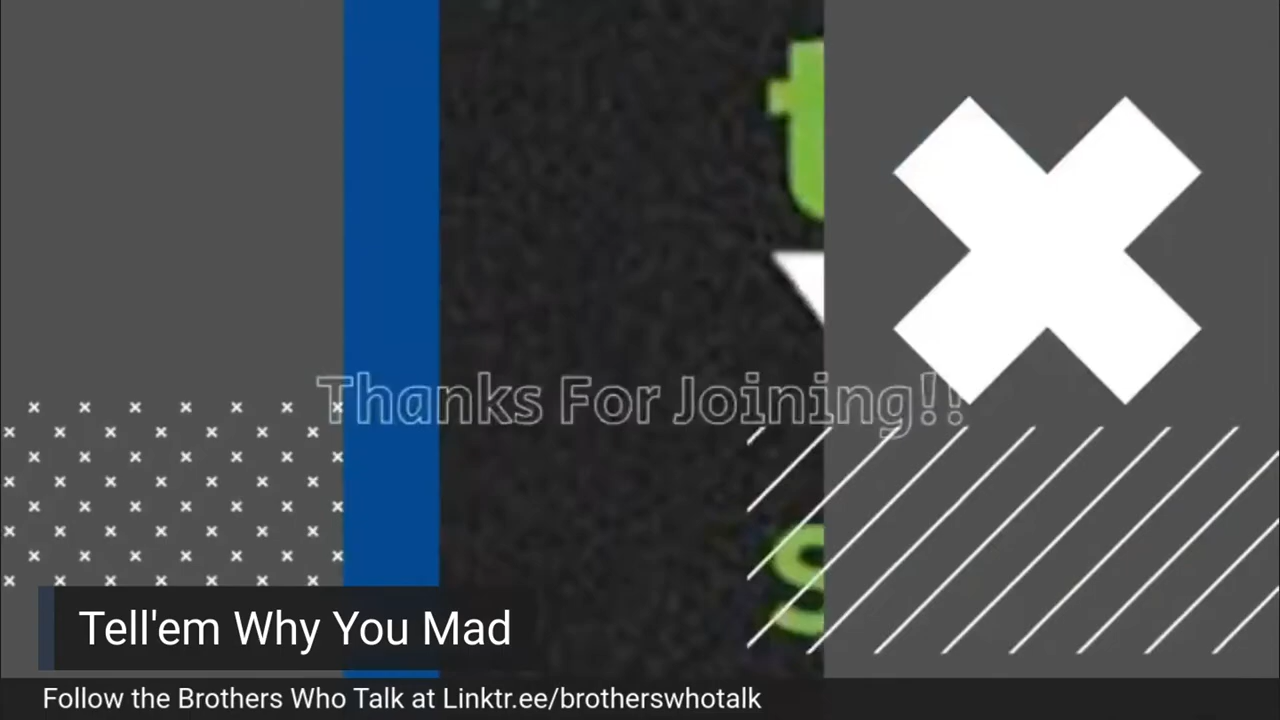 t
Thanks For Joining!!
s
Tell'em Why You Mad
Follow the Brothers Who Talk at Linktr.ee/brotherswhotalk